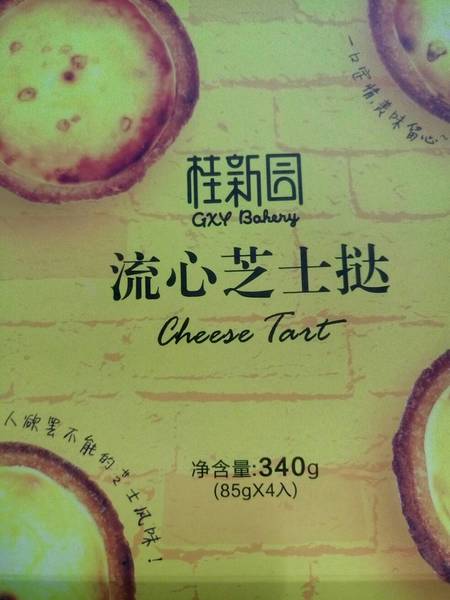 一口定情,美味留心~
桂新园
GXY Bakery
流心芝士挞
Cheese Tart
人欲罢不能的芝士风味!
净含量:340g
(85gX4入)